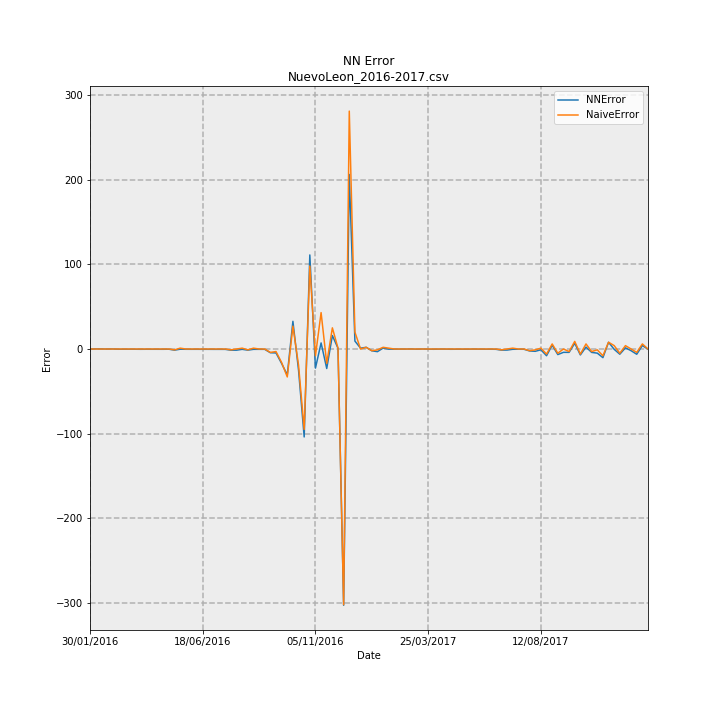 NN Error
NuevoLeon_2016-2017.csv
NNError
NaiveError
300
200
100
0
−100
−200
−300
Error
30/01/2016
18/06/2016
05/11/2016
25/03/2017
12/08/2017
Date